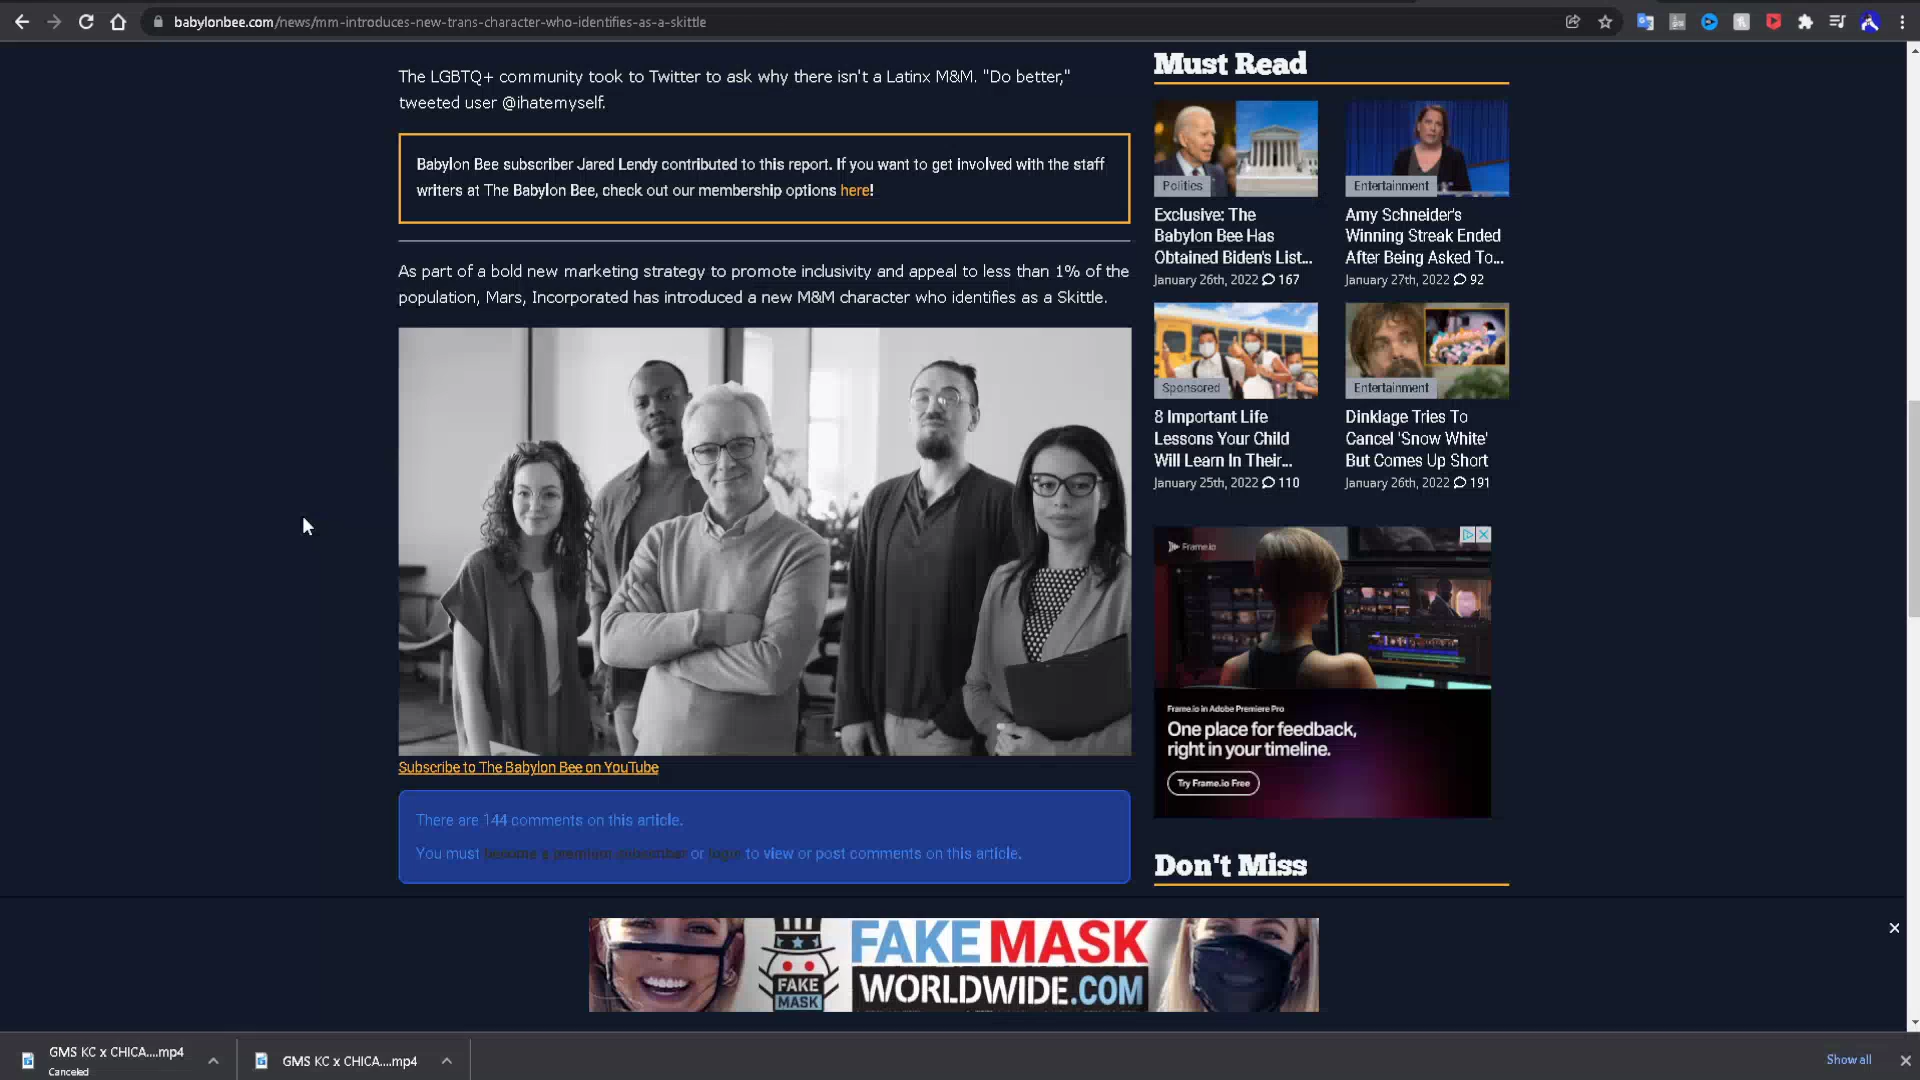 babylonbee.com/news/mm-introduces-new-trans-character-who-identifies-as-a-skittle
The LGBTQ+ community took to Twitter to ask why there isn't a Latinx M&M. "Do better,"
tweeted user @ihatemyself.
Babylon Bee subscriber Jared Lendy contributed to this report. If you want to get involved with the staff
writers at The Babylon Bee, check out our membership options here!
As part of a bold new marketing strategy to promote inclusivity and appeal to less than 1% of the
population, Mars, Incorporated has introduced a new M&M character who identifies as a Skittle.
Subscribe to The Babylon Bee on YouTube
There are 144 comments on this article.
You must become a premium subscriber or login to view or post comments on this article.
Must Read
Politics
Exclusive: The
Babylon Bee Has
Obtained Biden's List...
January 26th, 2022 167
Entertainment
Amy Schneider's
Winning Streak Ended
After Being Asked To...
January 27th, 2022 92
Sponsored
8 Important Life
Lessons Your Child
Will Learn In Their...
January 25th, 2022 110
Entertainment
Dinklage Tries To
Cancel 'Snow White'
But Comes Up Short
January 26th, 2022 191
Frame.io
Frame.io in Adobe Premiere Pro
One place for feedback,
right in your timeline.
Try Frame.io Free
Don't Miss
FAKE
MASK
FAKE MASK
WORLDWIDE.COM
GMS KC x CHICA....mp4
Canceled
GMS KC x CHICA....mp4
Show all